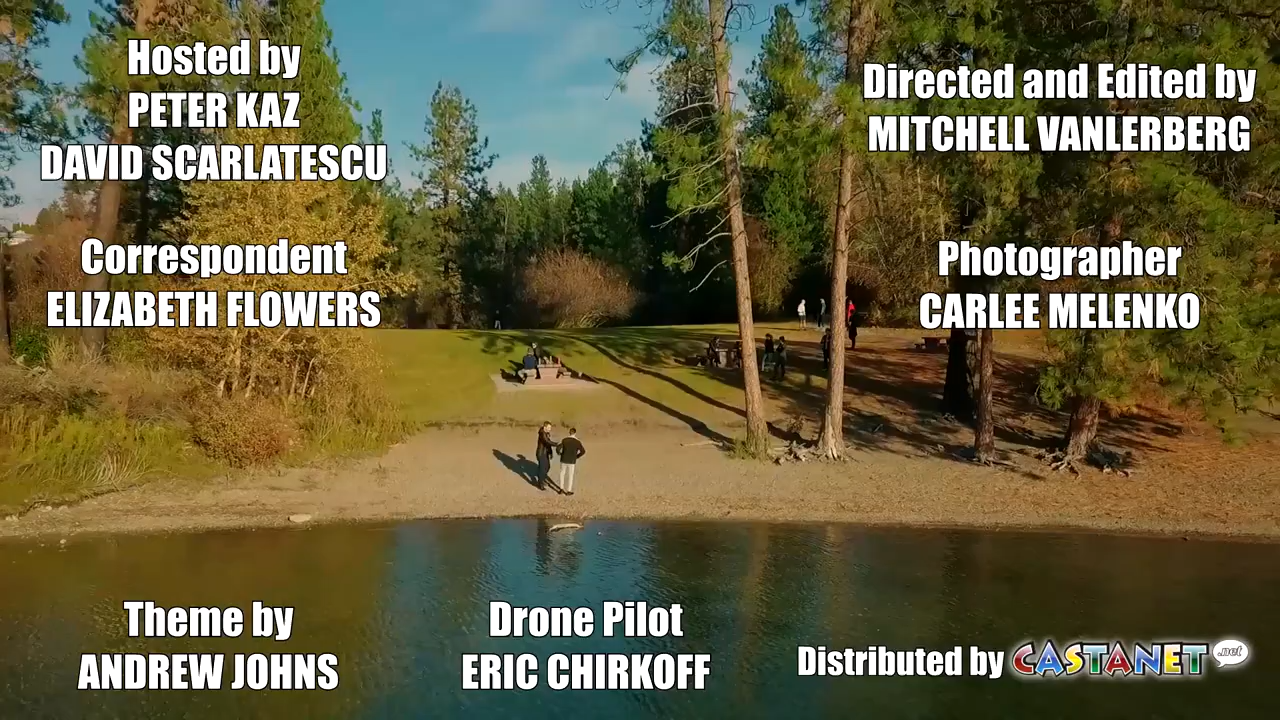 Hosted by
PETER KAZ
DAVID SCARLATESCU
Directed and Edited by
MITCHELL VANLERBERG
Correspondent
ELIZABETH FLOWERS
Photographer
CARLEE MELENKO
Theme by
ANDREW JOHNS
Drone Pilot
ERIC CHIRKOFF
Distributed by CASTANET .net